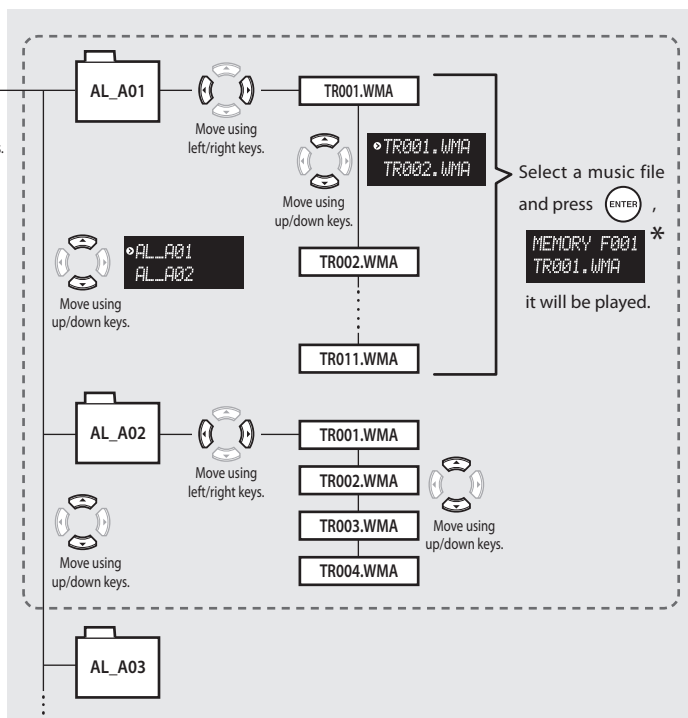 AL_A01
Move using
left/right keys.
TR001.WMA
s.
Move using
up/down keys.
TR001.WMA
TR002.WMA
Select a music file
and press ENTER ,
MEMORY F001 *
TR001.WMA
it will be played.
Move using
up/down keys.
AL_A01
AL_A02
TR002.WMA
TR011.WMA
AL_A02
Move using
left/right keys.
TR001.WMA
TR002.WMA
TR003.WMA
TR004.WMA
Move using
up/down keys.
Move using
up/down keys.
AL_A03